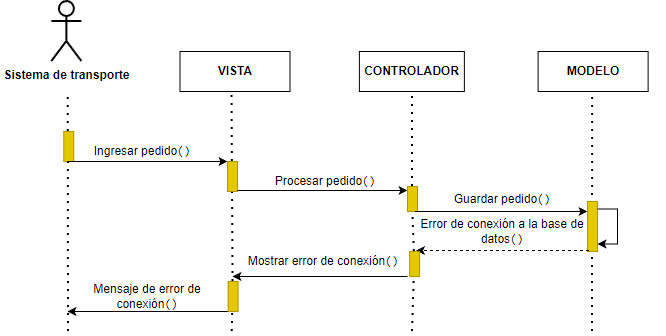 Sistema de transporte
VISTA
CONTROLADOR
MODELO
Ingresar pedido()
Procesar pedido()
Guardar pedido()
Error de conexión a la base de
datos()
Mostrar error de conexión()
Mensaje de error de
conexión()